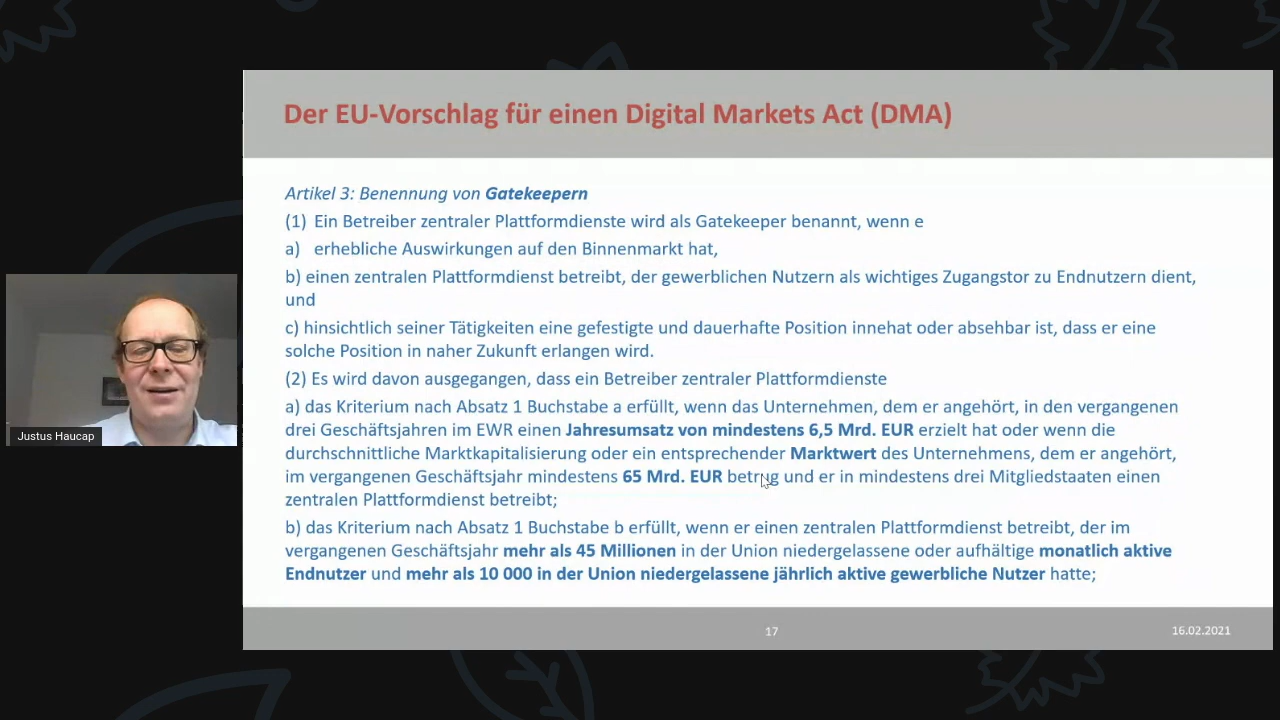 Der EU-Vorschlag für einen Digital Markets Act (DMA)
Artikel 3: Benennung von Gatekeepern
(1) Ein Betreiber zentraler Plattformdienste wird als Gatekeeper benannt, wenn e
a) erhebliche Auswirkungen auf den Binnenmarkt hat,
b) einen zentralen Plattformdienst betreibt, der gewerblichen Nutzern als wichtiges Zugangstor zu Endnutzern dient,
und
c) hinsichtlich seiner Tätigkeiten eine gefestigte und dauerhafte Position innehat oder absehbar ist, dass er eine
solche Position in naher Zukunft erlangen wird.
(2) Es wird davon ausgegangen, dass ein Betreiber zentraler Plattformdienste
a) das Kriterium nach Absatz 1 Buchstabe a erfüllt, wenn das Unternehmen, dem er angehört, in den vergangenen
drei Geschäftsjahren im EWR einen Jahresumsatz von mindestens 6,5 Mrd. EUR erzielt hat oder wenn die
durchschnittliche Marktkapitalisierung oder ein entsprechender Marktwert des Unternehmens, dem er angehört,
im vergangenen Geschäftsjahr mindestens 65 Mrd. EUR betrug und er in mindestens drei Mitgliedstaaten einen
zentralen Plattformdienst betreibt;
b) das Kriterium nach Absatz 1 Buchstabe b erfüllt, wenn er einen zentralen Plattformdienst betreibt, der im
vergangenen Geschäftsjahr mehr als 45 Millionen in der Union niedergelassene oder aufhältige monatlich aktive
Endnutzer und mehr als 10 000 in der Union niedergelassene jährlich aktive gewerbliche Nutzer hatte;
Justus Haucap
17
16.02.2021